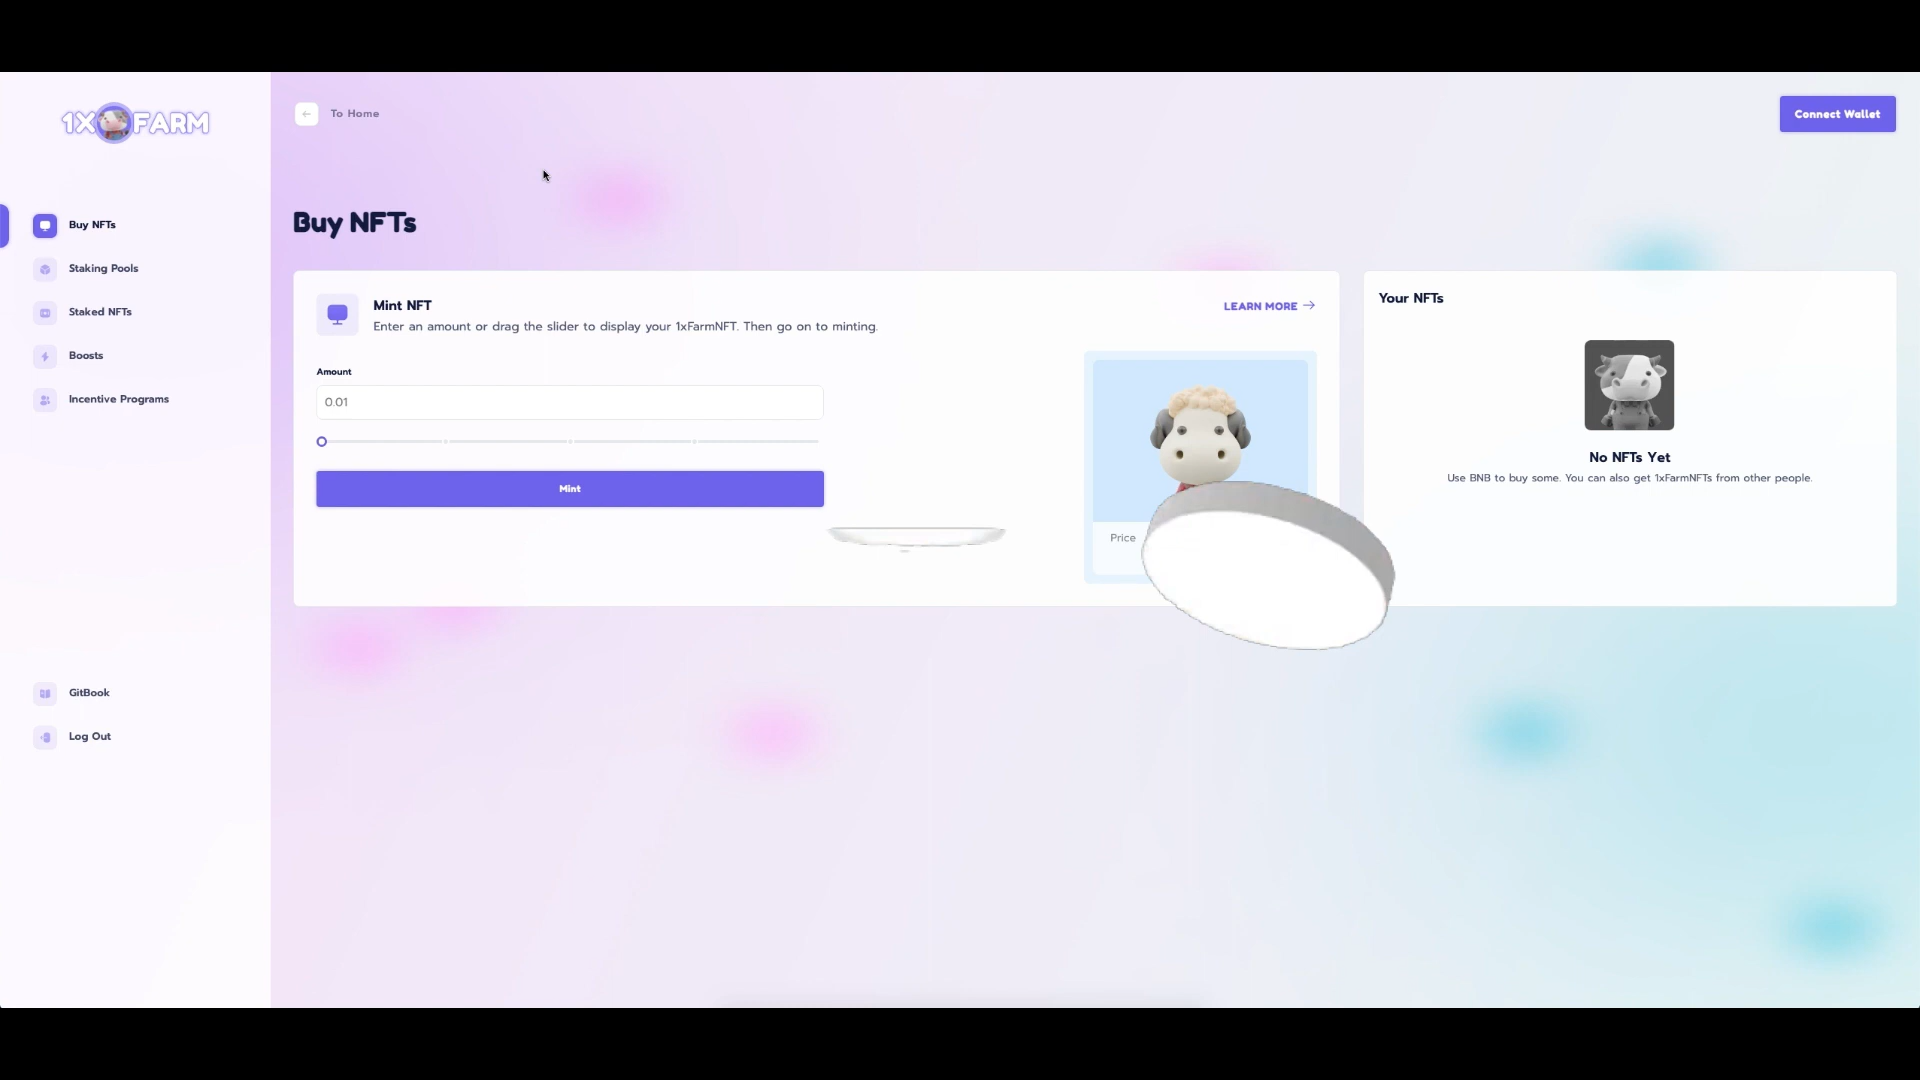 1X FARM
To Home
Connect Wallet
Buy NFTs
Staking Pools
Staked NFTs
Boosts
Incentive Programs
GitBook
Log Out
Buy NFTs
Mint NFT
LEARN MORE
Enter an amount or drag the slider to display your 1xFarmNFT. Then go on to minting.
Amount
0.01
Mint
Price
Your NFTs
No NFTs Yet
Use BNB to buy some. You can also get 1xFarmNFTs from other people.